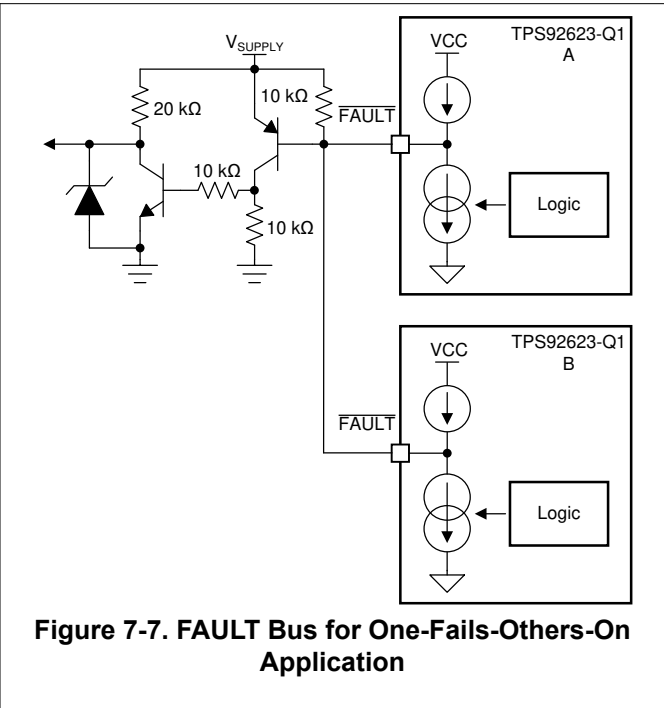 V_SUPPLY
20 kΩ
10 kΩ
10 kΩ
10 kΩ
FAULT
VCC
TPS92623-Q1
A
Logic
FAULT
VCC
TPS92623-Q1
B
Logic
Figure 7-7. FAULT Bus for One-Fails-Others-On
Application